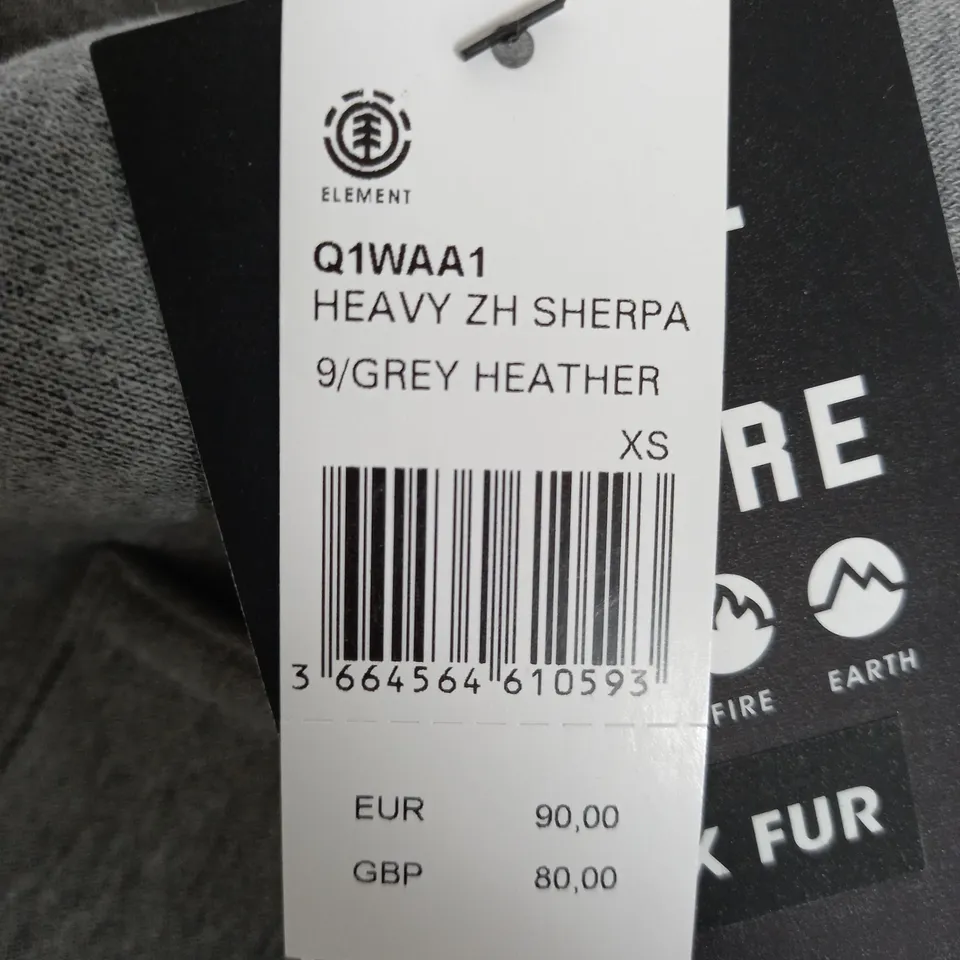 ELEMENT
Q1WAA1
HEAVY ZH SHERPA
9/GREY HEATHER
XS
3 664564 610593
EUR 90,00
GBP 80,00
RE
FIRE
EARTH
FUR